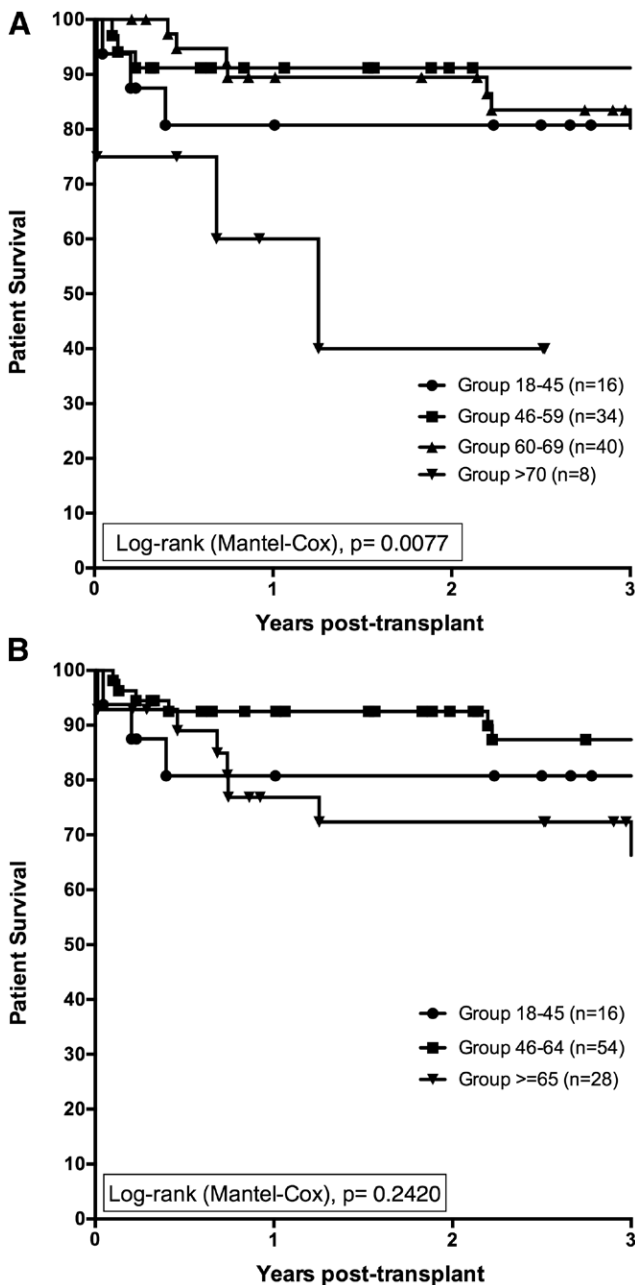 A
100
90
80
70
60
50
40
30
20
10
0
Patient Survival
Group 18-45 (n=16)
Group 46-59 (n=34)
Group 60-69 (n=40)
Group >70 (n=8)
Log-rank (Mantel-Cox), p= 0.0077
0 1 2 3
Years post-transplant
B
100
90
80
70
60
50
40
30
20
10
0
Patient Survival
Group 18-45 (n=16)
Group 46-64 (n=54)
Group >=65 (n=28)
Log-rank (Mantel-Cox), p= 0.2420
0 1 2 3
Years post-transplant